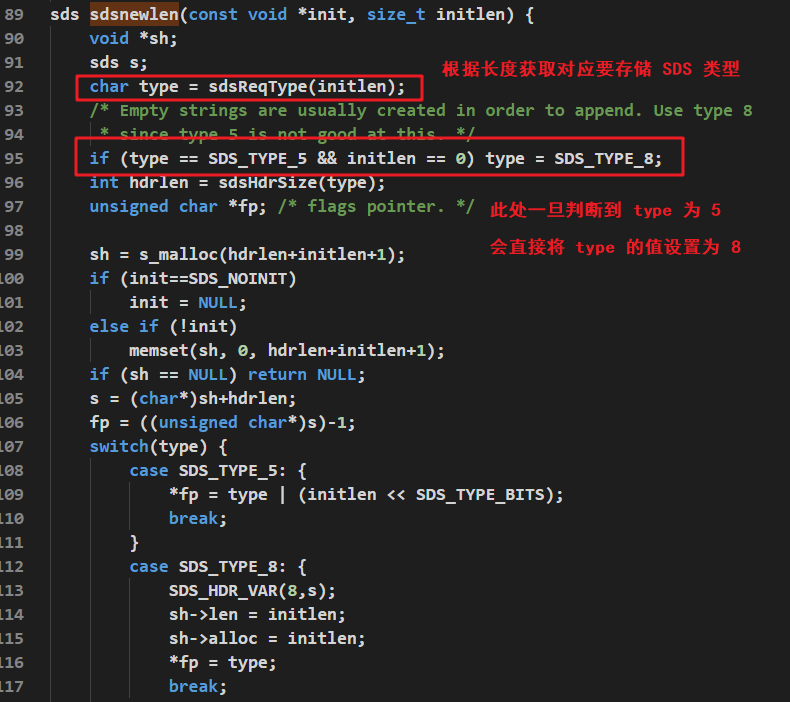 89 sds sdsnewlen(const void *init, size_t initlen) {
90 void *sh;
91 sds s;
根据长度获取对应要存储 SDS 类型
92 char type = sdsReqType(initlen);
93 /* Empty strings are usually created in order to append. Use type 8
94 * since type 5 is not good at this. */
95 if (type == SDS_TYPE_5 && initlen == 0) type = SDS_TYPE_8;
96 int hdrlen = sdsHdrSize(type);
97 unsigned char *fp; /* flags pointer. */
此处一旦判断到 type 为 5
98
会直接将 type 的值设置为 8
99 sh = s_malloc(hdrlen+initlen+1);
100 if (init==SDS_NOINIT)
101 init = NULL;
102 else if (!init)
103 memset(sh, 0, hdrlen+initlen+1);
104 if (sh == NULL) return NULL;
105 s = (char*)sh+hdrlen;
106 fp = ((unsigned char*)s)-1;
107 switch(type) {
108 case SDS_TYPE_5: {
109 *fp = type | (initlen << SDS_TYPE_BITS);
110 break;
111 }
112 case SDS_TYPE_8: {
113 SDS_HDR_VAR(8,s);
114 sh->len = initlen;
115 sh->alloc = initlen;
116 *fp = type;
117 break;